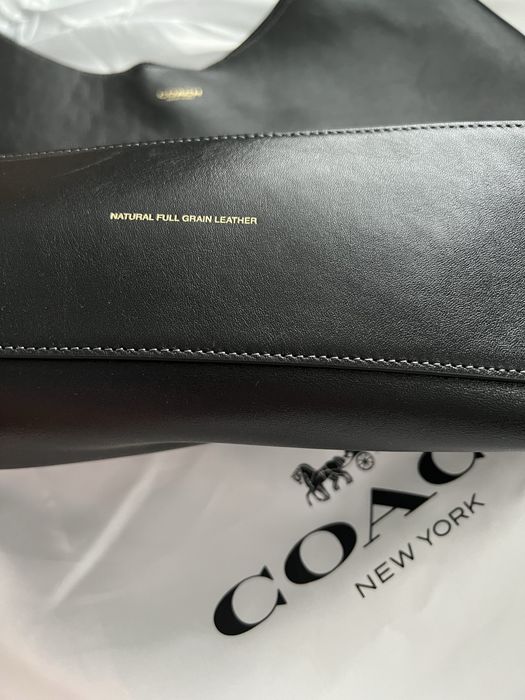 NATURAL FULL GRAIN LEATHER
COAC
NEW YORK